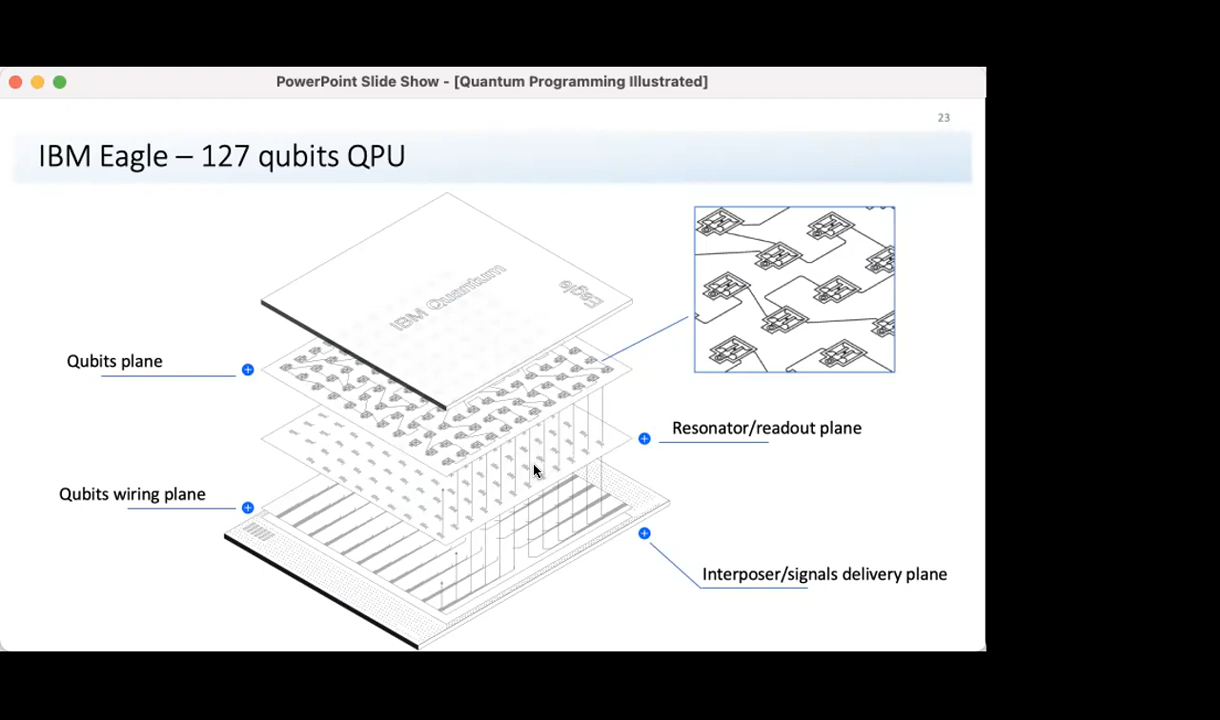 PowerPoint Slide Show - [Quantum Programming Illustrated]
23
IBM Eagle – 127 qubits QPU
IBM Quantum
Eagle
Qubits plane
Resonator/readout plane
Qubits wiring plane
Interposer/signals delivery plane